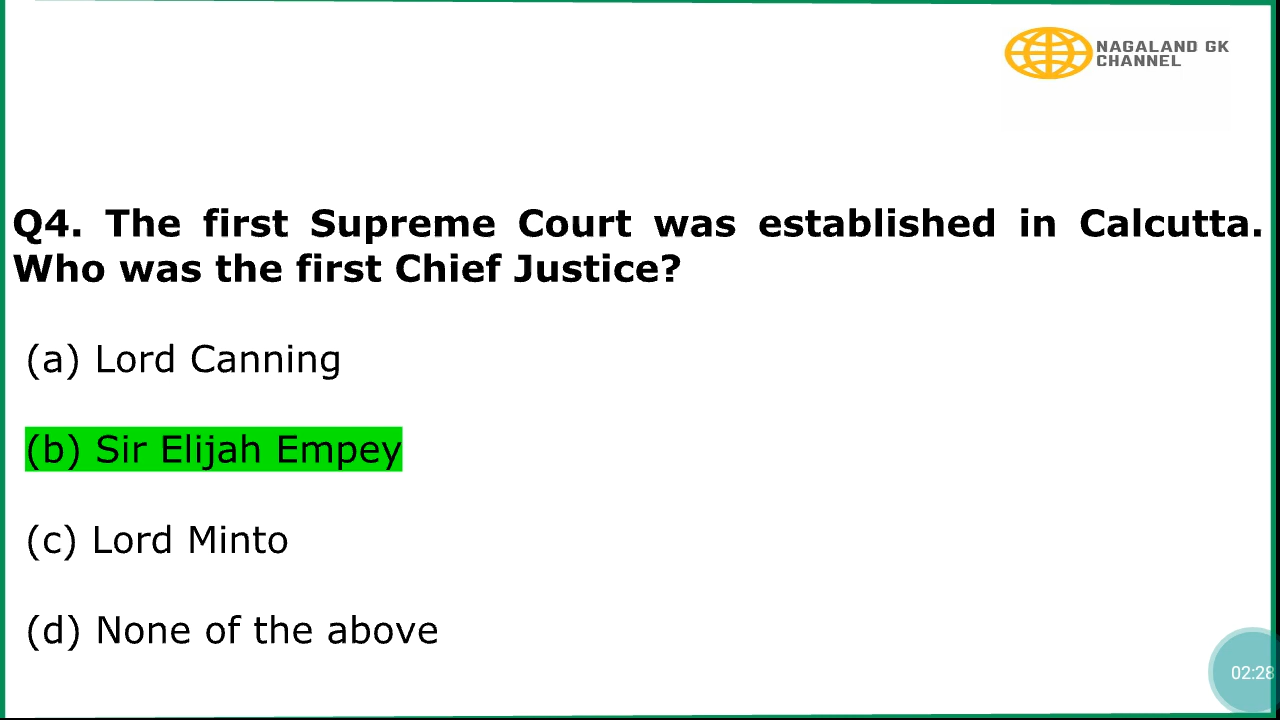 NAGALAND GK
CHANNEL
Q4. The first Supreme Court was established in Calcutta.
Who was the first Chief Justice?
(a) Lord Canning
(b) Sir Elijah Empey
(c) Lord Minto
(d) None of the above
02:28